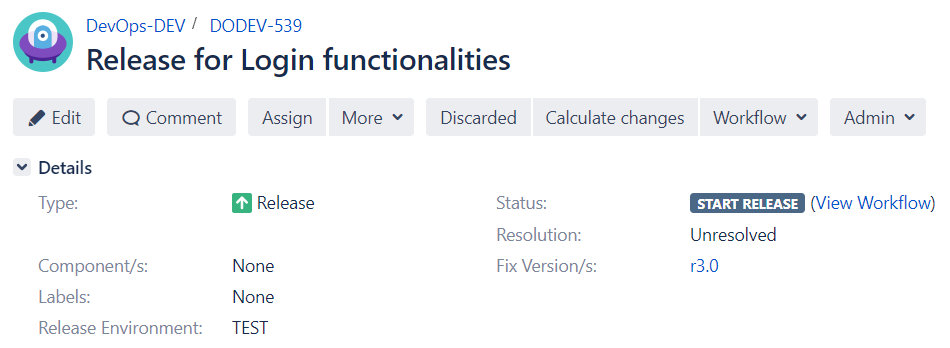 DevOps-DEV / DODEV-539
Release for Login functionalities
Edit Comment Assign More Discarded Calculate changes Workflow Admin
Details
Type: Release Status: START RELEASE (View Workflow)
Resolution: Unresolved
Component/s: None Fix Version/s: r3.0
Labels: None
Release Environment: TEST